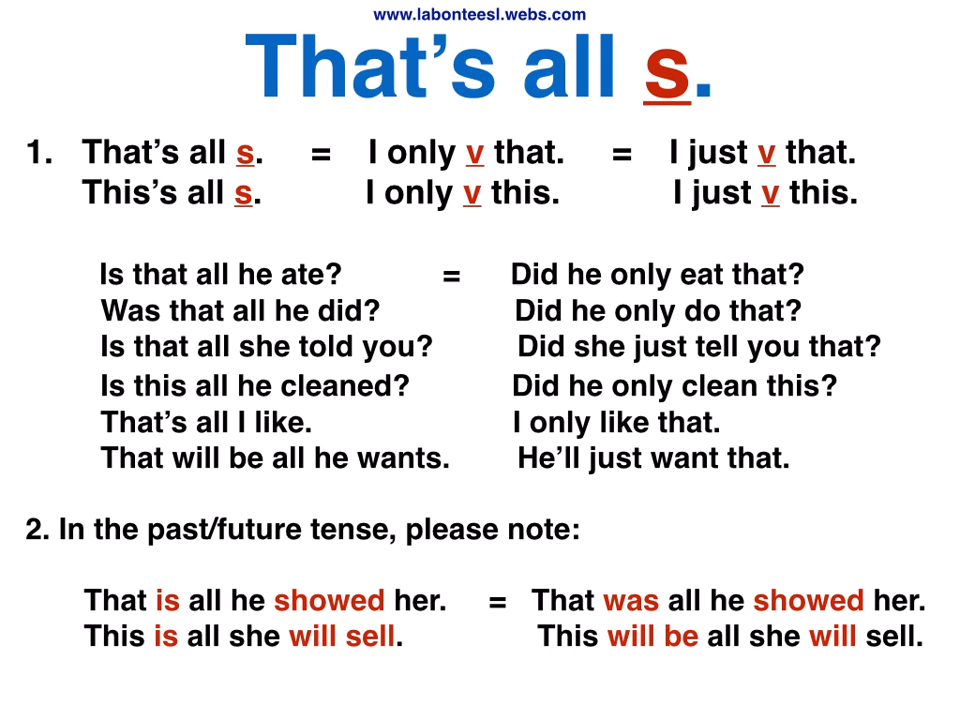 www.labonteesl.webs.com
That’s all s.
1. That’s all s. = I only v that. = I just v that.
This’s all s. I only v this. I just v this.
Is that all he ate? = Did he only eat that?
Was that all he did? Did he only do that?
Is that all she told you? Did she just tell you that?
Is this all he cleaned? Did he only clean this?
That’s all I like. I only like that.
That will be all he wants. He’ll just want that.
2. In the past/future tense, please note:
That is all he showed her. = That was all he showed her.
This is all she will sell. This will be all she will sell.